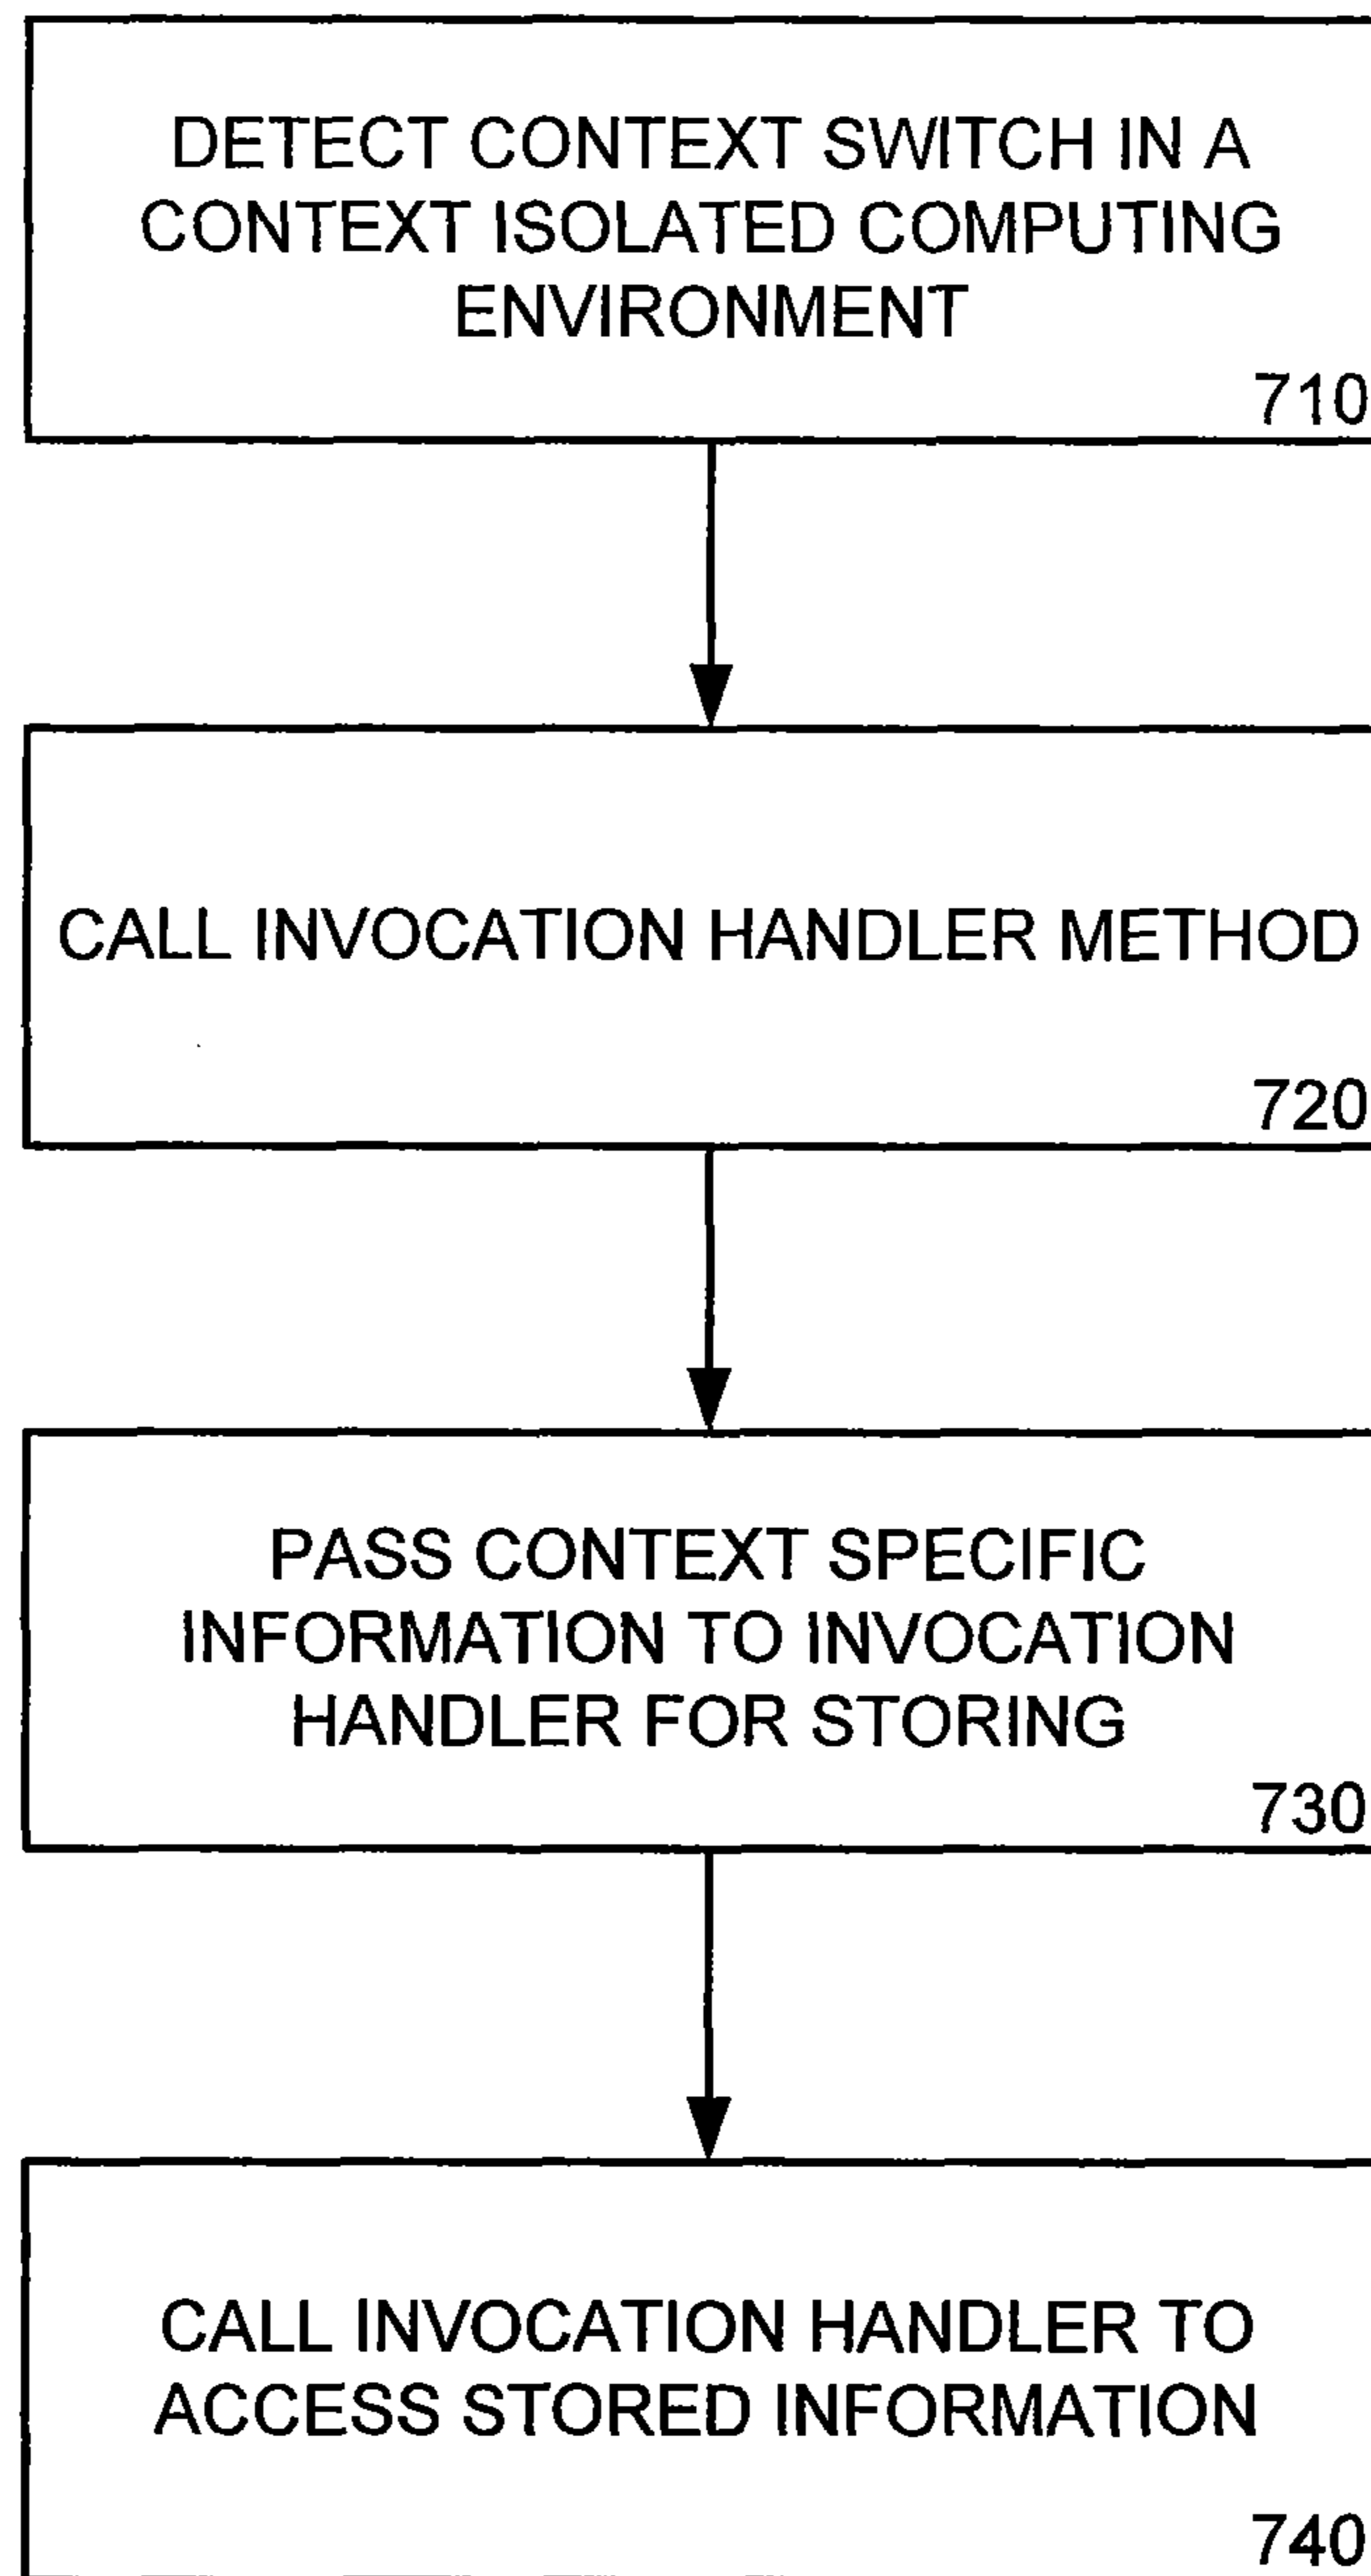 DETECT CONTEXT SWITCH IN A
CONTEXT ISOLATED COMPUTING
ENVIRONMENT
710
CALL INVOCATION HANDLER METHOD
720
PASS CONTEXT SPECIFIC
INFORMATION TO INVOCATION
HANDLER FOR STORING
730
CALL INVOCATION HANDLER TO
ACCESS STORED INFORMATION
740